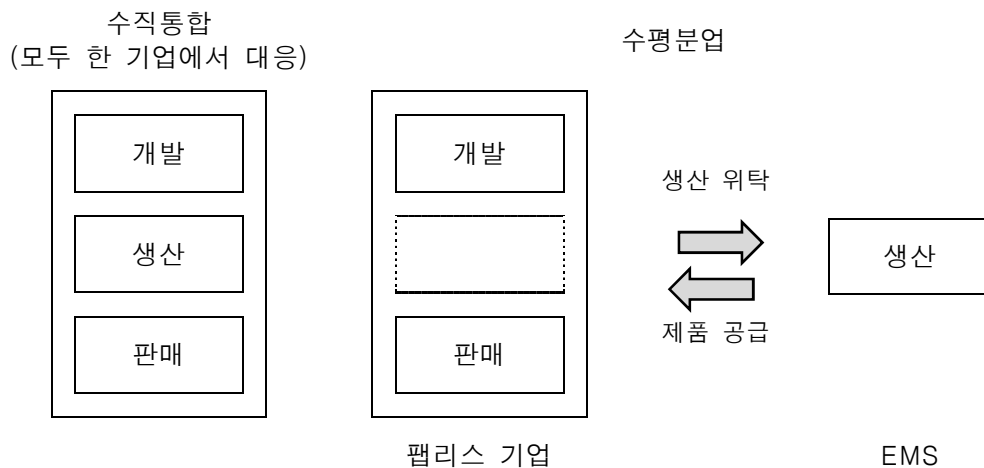 수직통합
(모두 한 기업에서 대응)
수평분업
개발
생산
판매
개발
판매
생산 위탁
제품 공급
생산
팹리스 기업
EMS